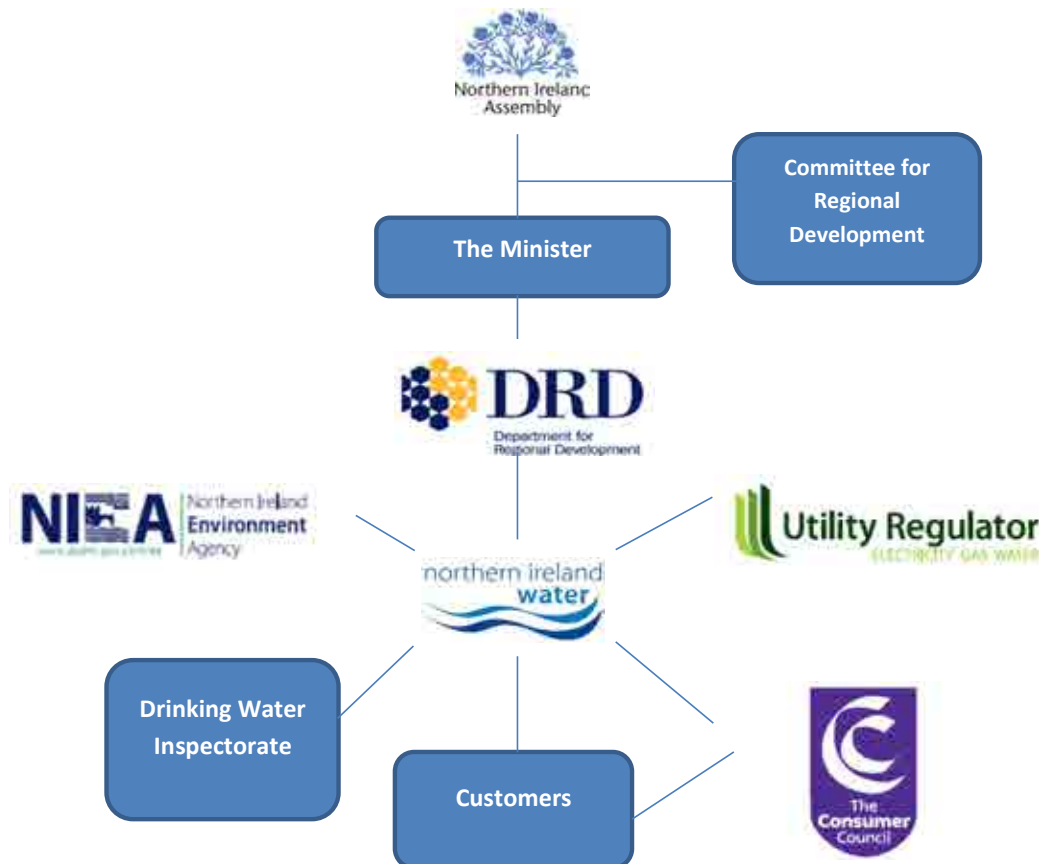 Northern Ireland
Assembly
Committee for
Regional
Development
The Minister
DRD
Department for
Regional Development
NIEA
Northern Ireland
Environment
Agency
Utility Regulator
ELECTRICITY GAS WATER
northern ireland
water
Drinking Water
Inspectorate
Customers
The
Consumer
Council